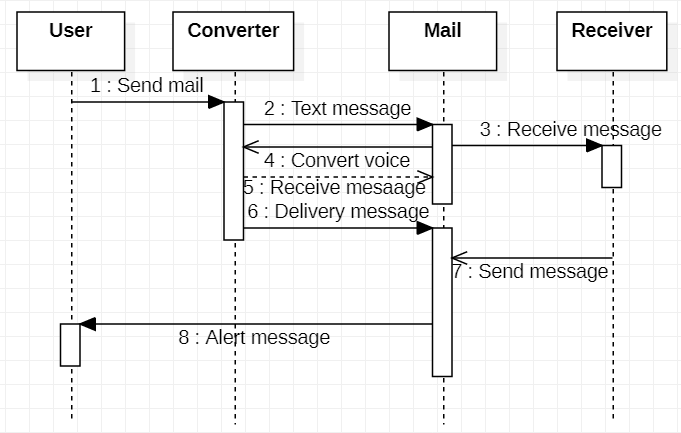 User
Converter
Mail
Receiver
1 : Send mail
2 : Text message
3 : Receive message
4 : Convert voice
5 : Receive mesaage
6 : Delivery message
7 : Send message
8 : Alert message